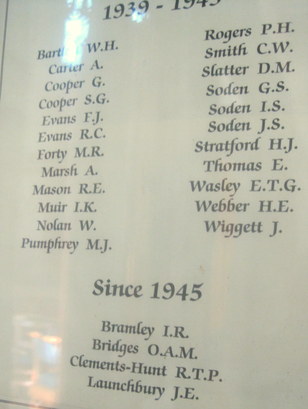 1939 - 1945
W.H.
Carter A.
Cooper G.
Cooper S.G.
Evans F.J.
Evans R.C.
Forty M.R.
Marsh A.
Mason R.E.
Muir I.K.
Nolan W.
Pumphrey M.J.
Rogers P.H.
Smith C.W.
Slatter D.M.
Soden G.S.
Soden I.S.
Soden J.S.
Stratford H.J.
Thomas E.
Wasley E.T.G.
Webber H.E.
Wiggett J.
Since 1945
Bramley I.R.
Bridges O.A.M.
Clements-Hunt R.T.P.
Launchbury J.E.